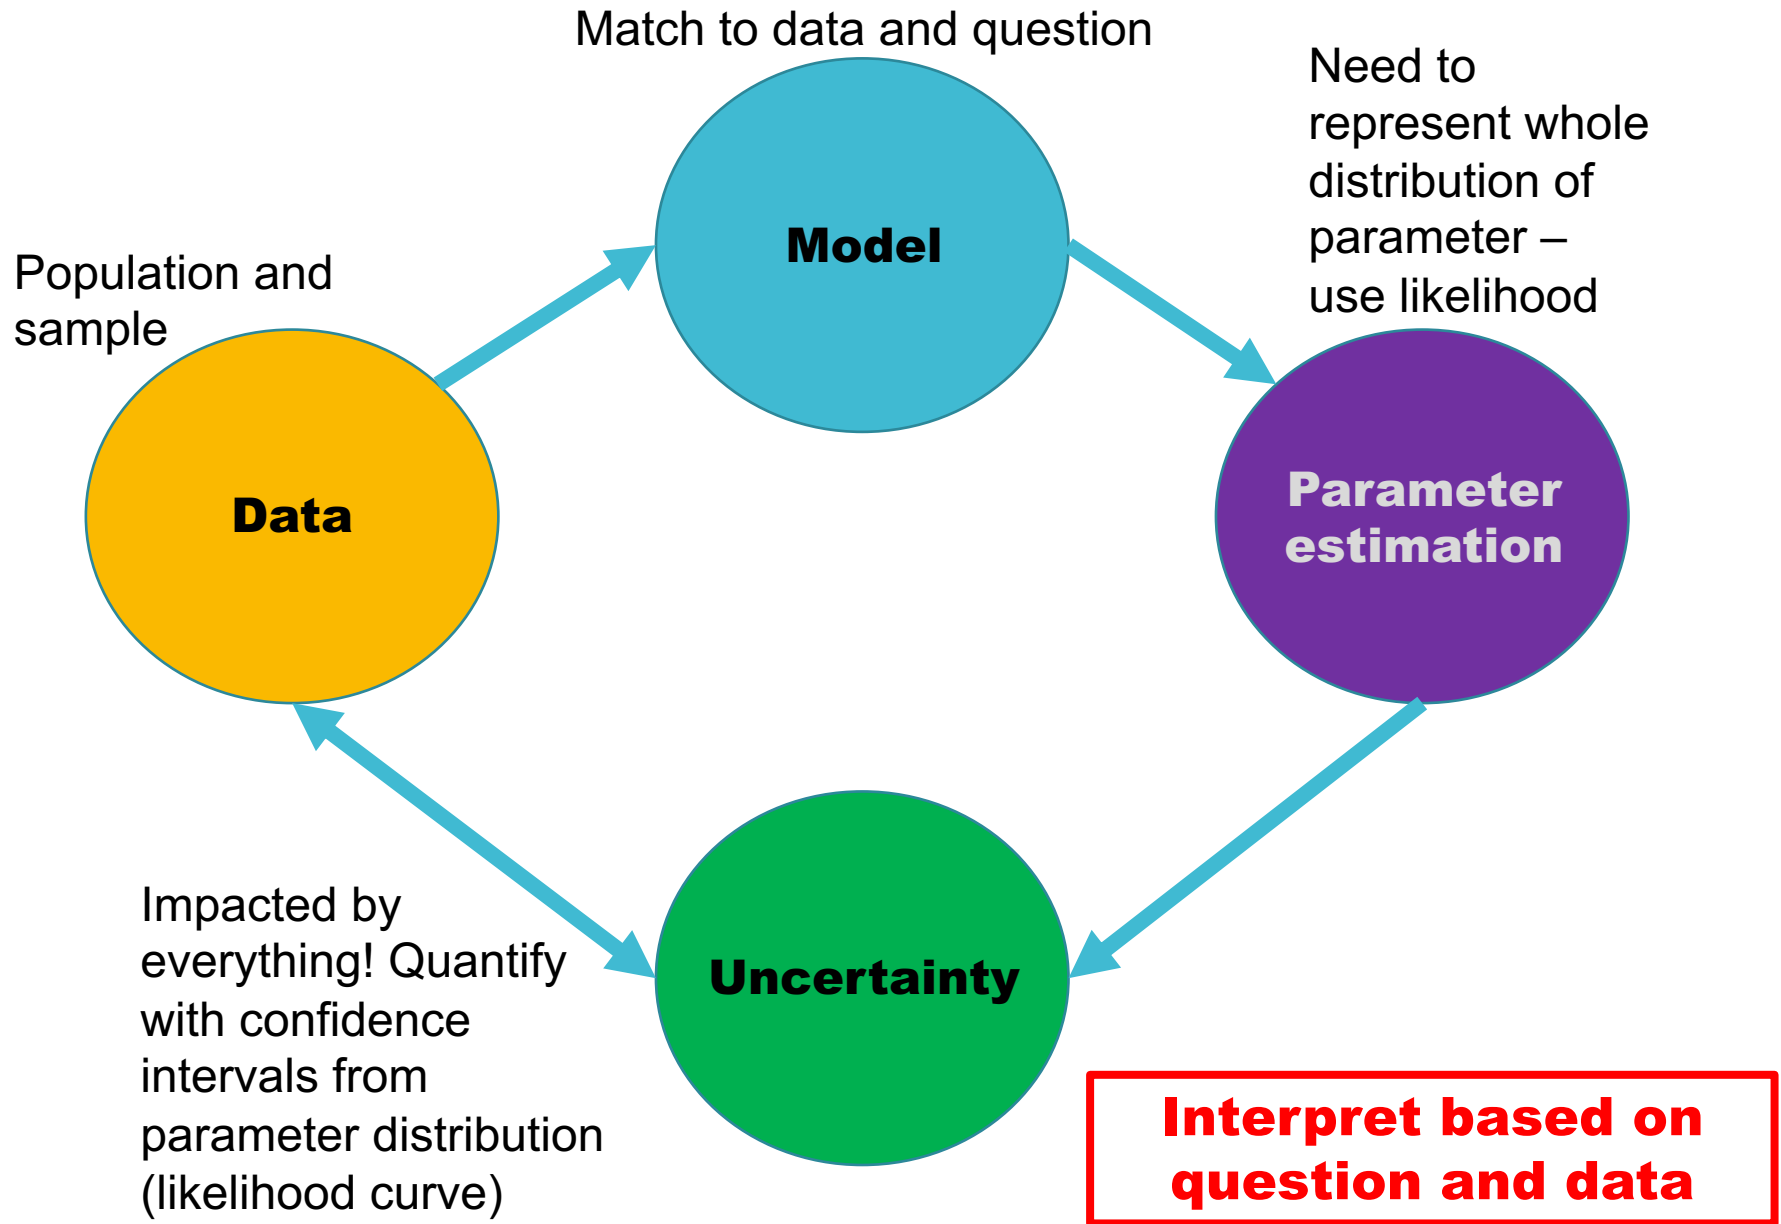 Match to data and question
Need to
represent whole
distribution of
parameter –
use likelihood
Model
Population and
sample
Data
Parameter
estimation
Impacted by
everything! Quantify
with confidence
intervals from
parameter distribution
(likelihood curve)
Uncertainty
Interpret based on
question and data